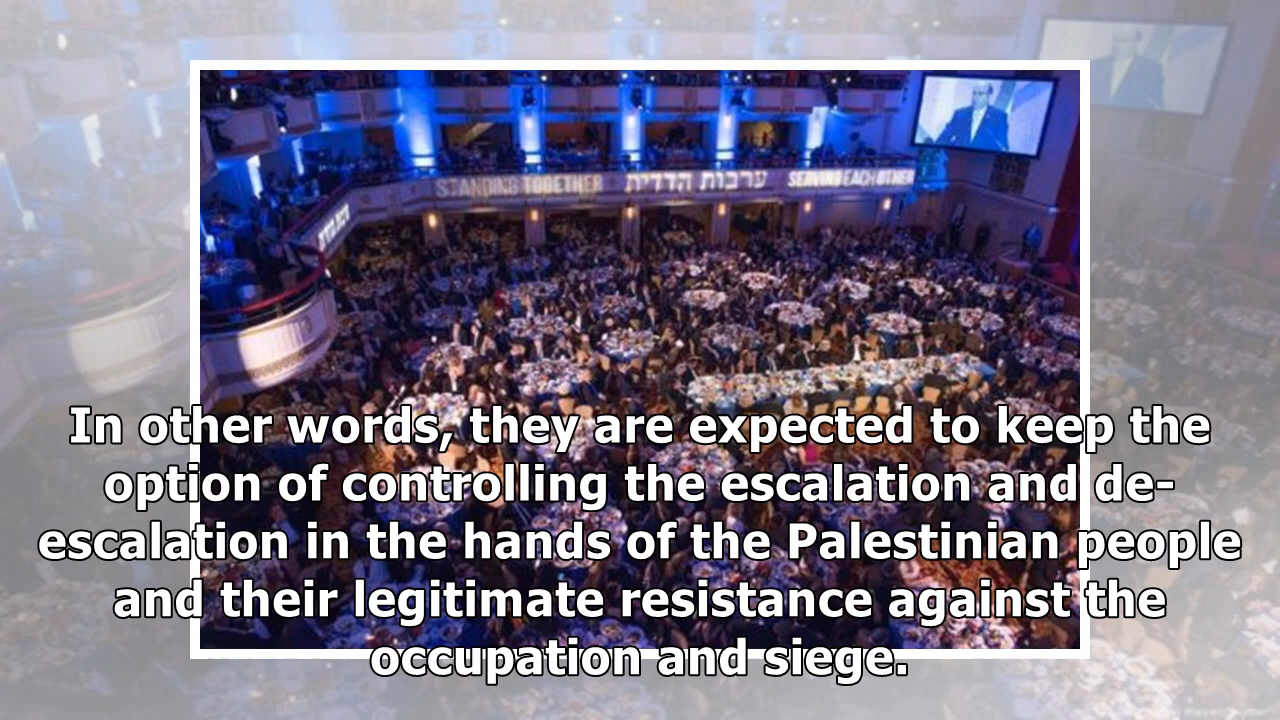 STANDING TOGETHER ערבות הדדית SERVING EACH OTHER
In other words, they are expected to keep the
option of controlling the escalation and de-
escalation in the hands of the Palestinian people
and their legitimate resistance against the
occupation and siege.